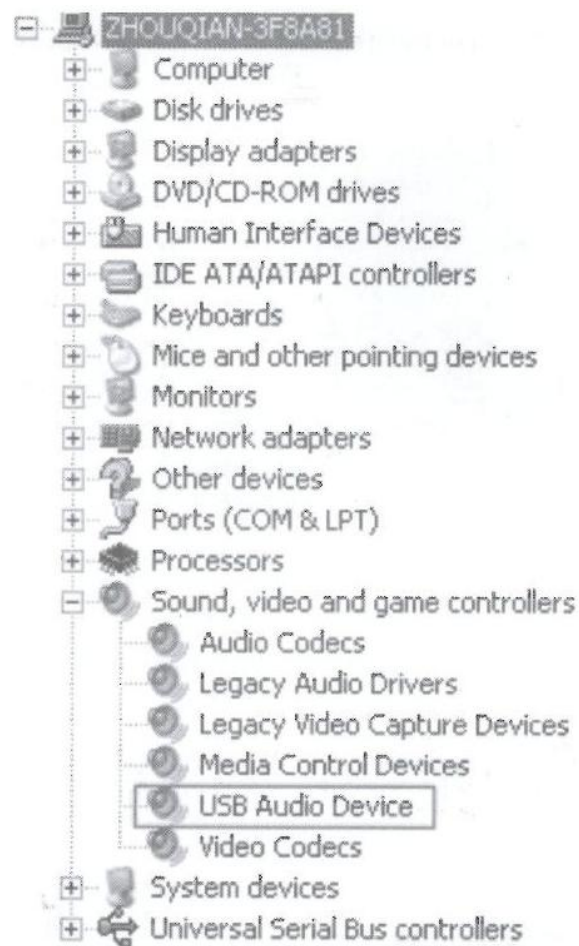 ZHOUQIAN-3F8A81
Computer
Disk drives
Display adapters
DVD/CD-ROM drives
Human Interface Devices
IDE ATA/ATAPI controllers
Keyboards
Mice and other pointing devices
Monitors
Network adapters
Other devices
Ports (COM & LPT)
Processors
Sound, video and game controllers
Audio Codecs
Legacy Audio Drivers
Legacy Video Capture Devices
Media Control Devices
USB Audio Device
Video Codecs
System devices
Universal Serial Bus controllers